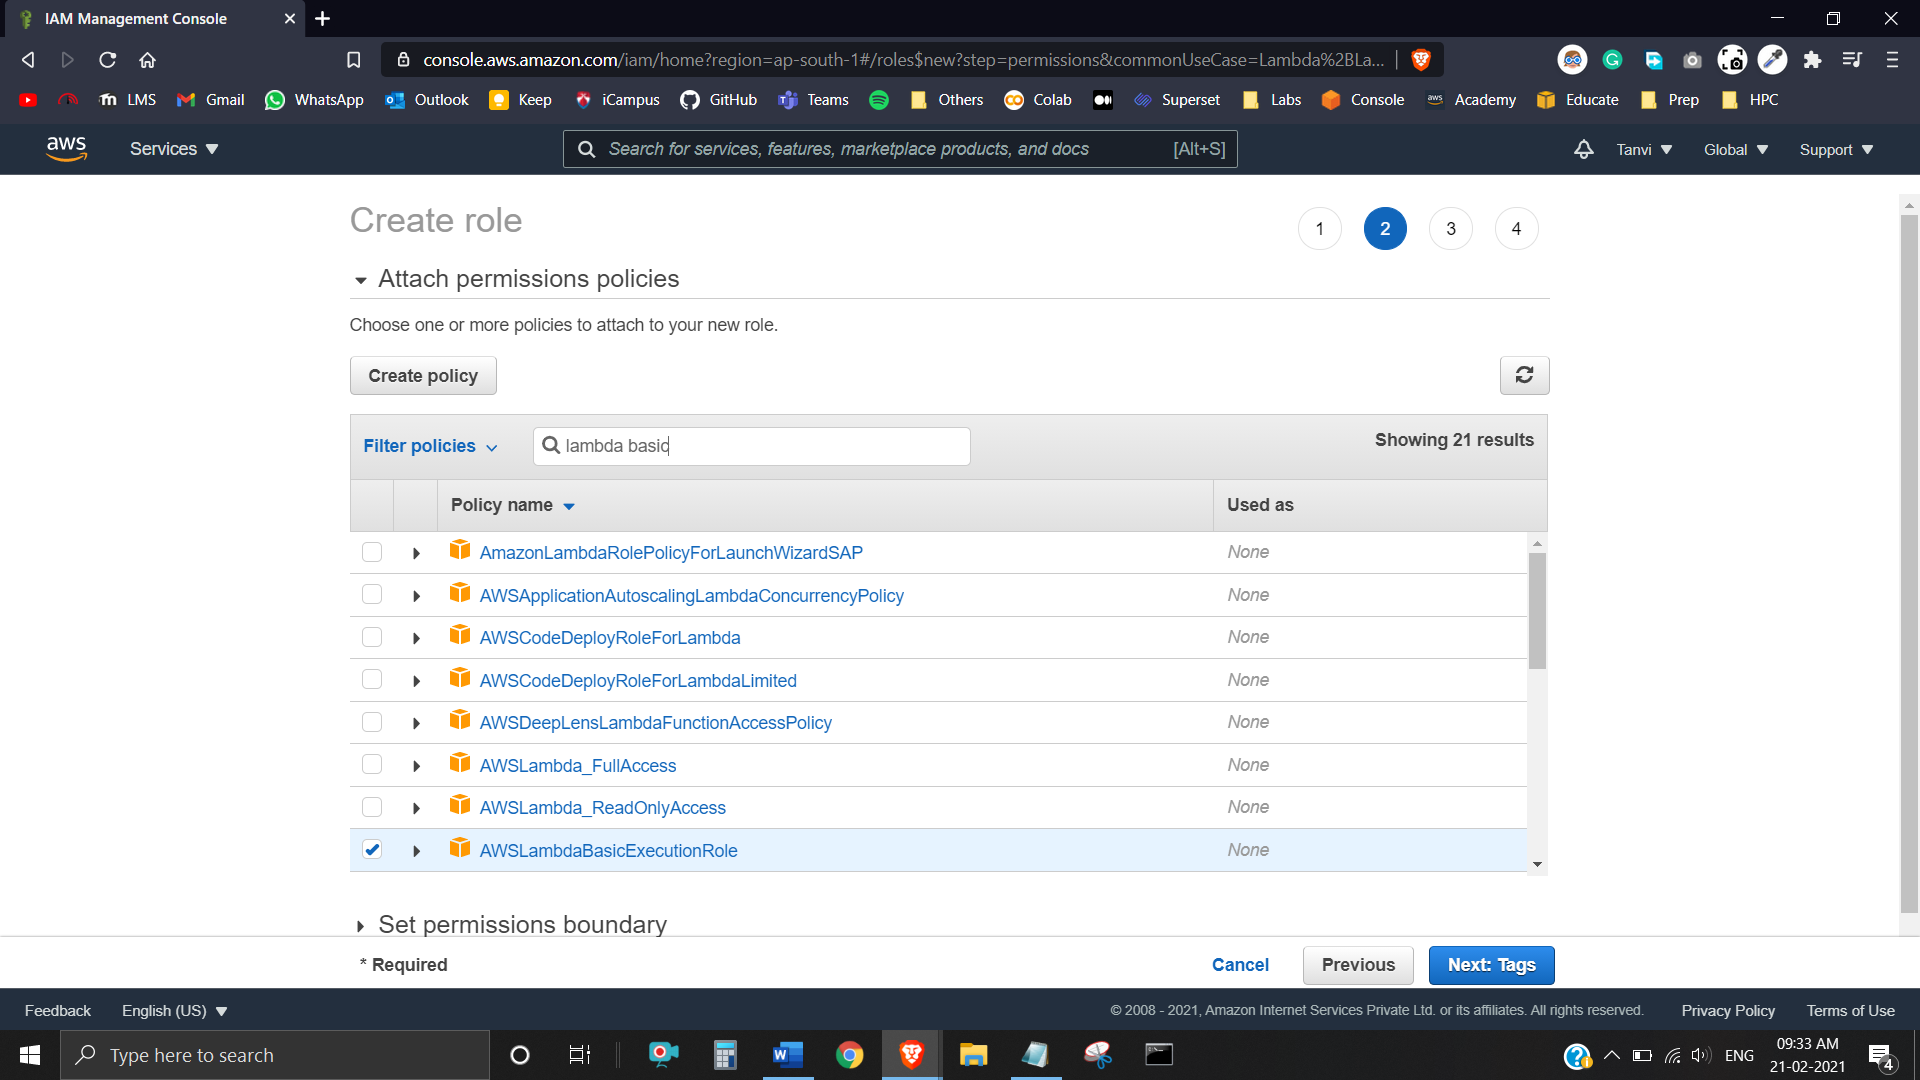 IAM Management Console
console.aws.amazon.com/iam/home?region=ap-south-1#/roles$new?step=permissions&commonUseCase=Lambda%2BLa...
LMS Gmail WhatsApp Outlook Keep iCampus GitHub Teams Others Colab Superset Labs Console aws Academy Educate Prep HPC
aws Services Search for services, features, marketplace products, and docs [Alt+S] Tanvi Global Support
Create role 1 2 3 4
Attach permissions policies
Choose one or more policies to attach to your new role.
Create policy
Filter policies lambda basic Showing 21 results
Policy name Used as
AmazonLambdaRolePolicyForLaunchWizardSAP None
AWSApplicationAutoscalingLambdaConcurrencyPolicy None
AWSCodeDeployRoleForLambda None
AWSCodeDeployRoleForLambdaLimited None
AWSDeepLensLambdaFunctionAccessPolicy None
AWSLambda_FullAccess None
AWSLambda_ReadOnlyAccess None
AWSLambdaBasicExecutionRole None
Set permissions boundary
* Required Cancel Previous Next: Tags
Feedback English (US) © 2008 - 2021, Amazon Internet Services Private Ltd. or its affiliates. All rights reserved. Privacy Policy Terms of Use
Type here to search ENG 09:33 AM
21-02-2021 4